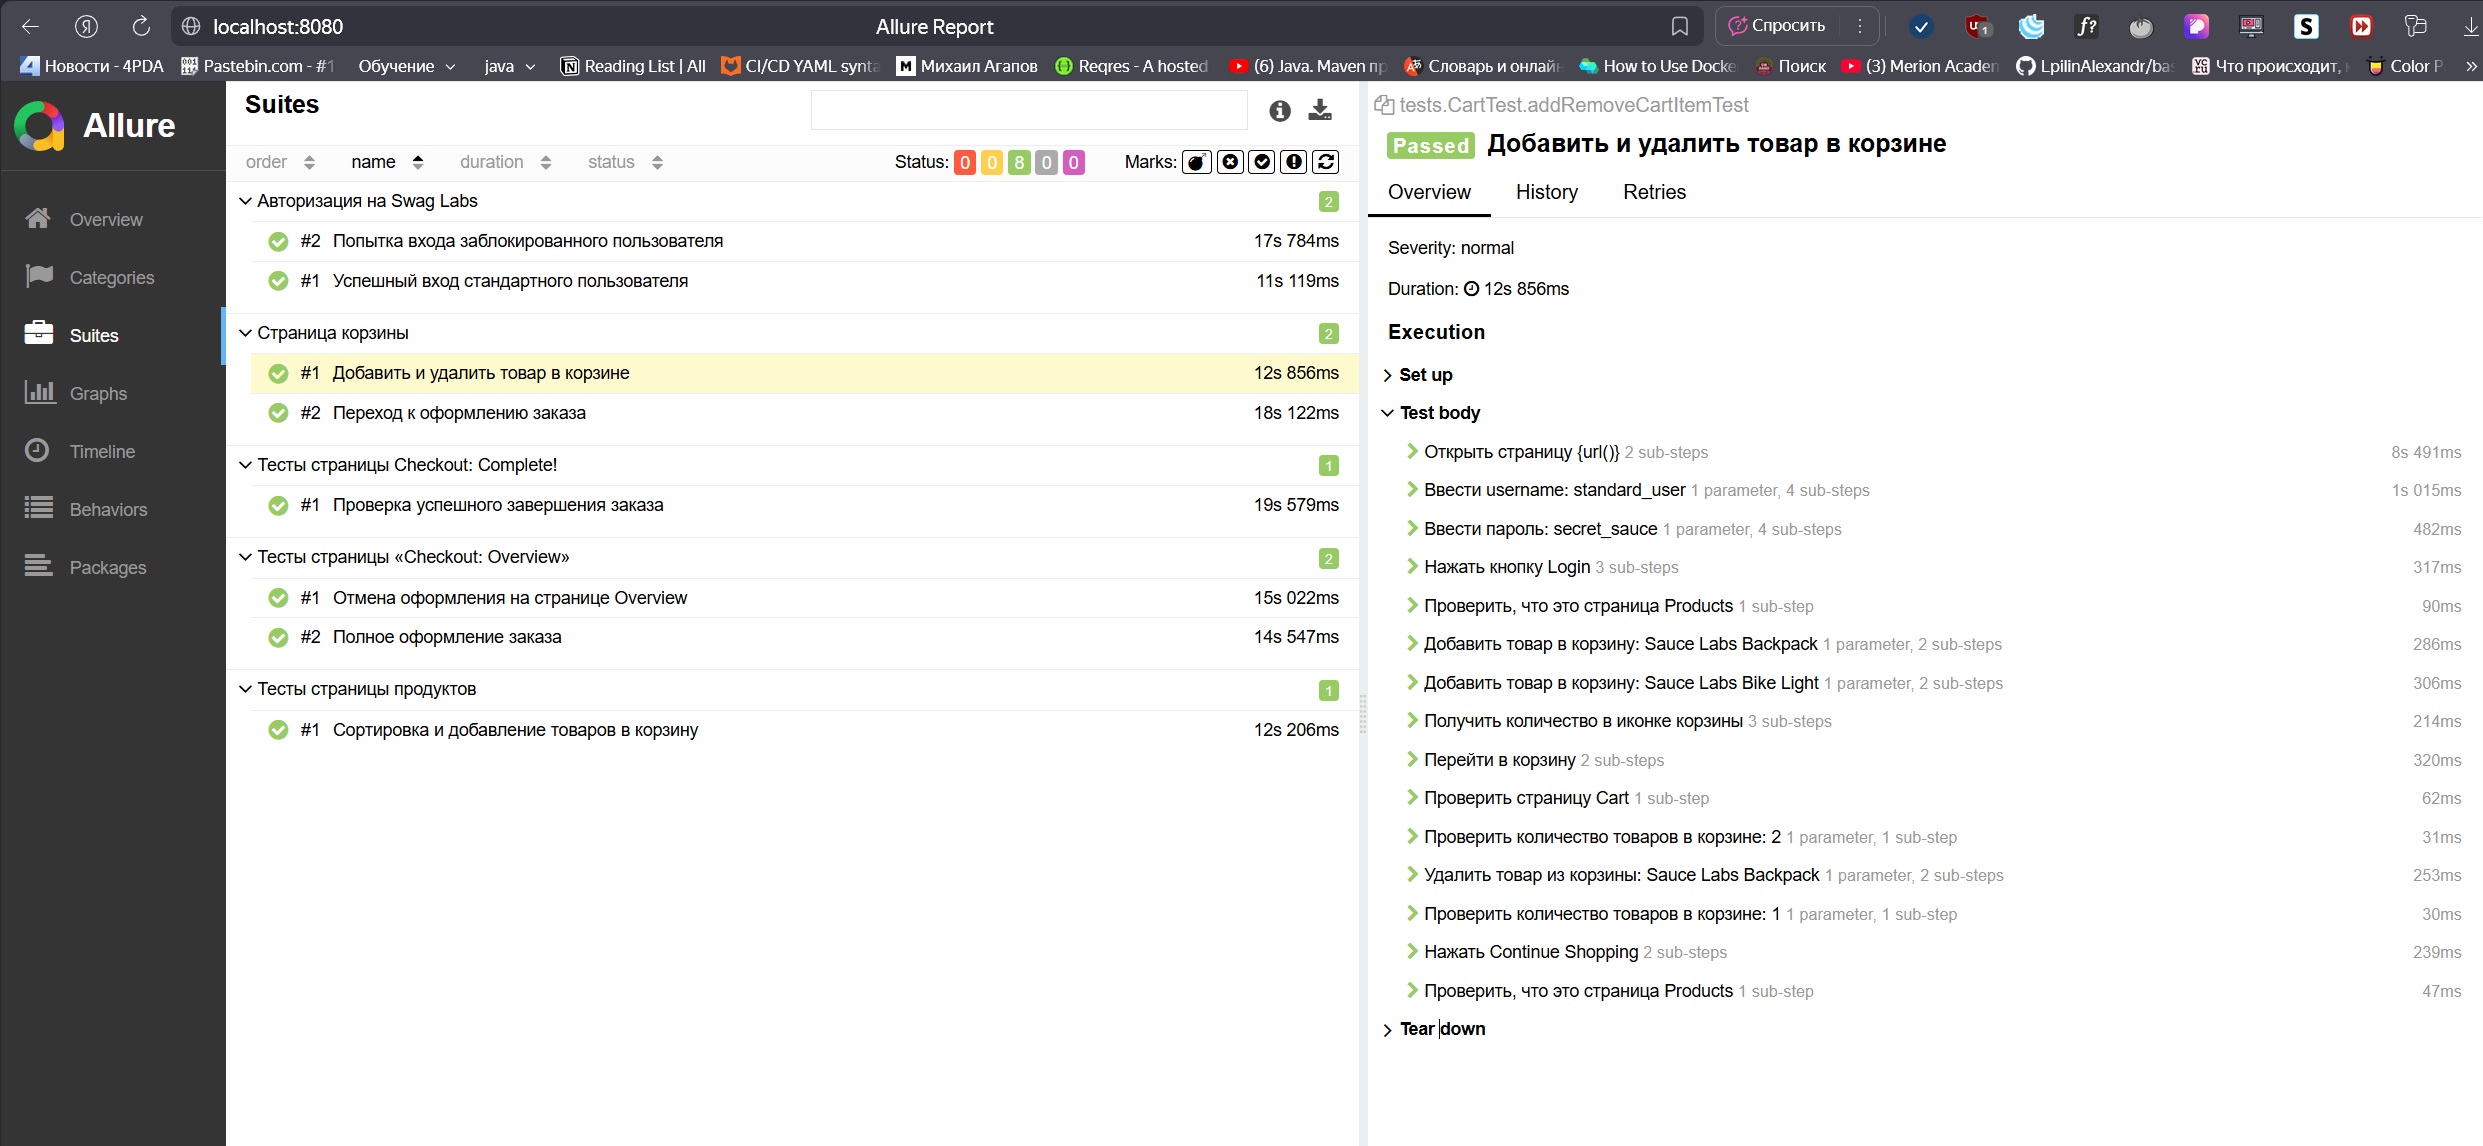 localhost:8080
Allure Report
Спросить
Новости - 4PDA
Pastebin.com - #1
Обучение
java
Reading List | All
CI/CD YAML synta
Михаил Агапов
Reqres - A hosted
(6) Java. Maven пр
Словарь и онлайн
How to Use Docke
Поиск
(3) Merion Academ
LpilinAlexandr/ba
Что происходит,
Color P
»
Allure
Overview
Categories
Suites
Graphs
Timeline
Behaviors
Packages
Suites
order name duration status Status: 0 0 8 0 0 Marks:
Авторизация на Swag Labs 2
#2 Попытка входа заблокированного пользователя 17s 784ms
#1 Успешный вход стандартного пользователя 11s 119ms
Страница корзины 2
#1 Добавить и удалить товар в корзине 12s 856ms
#2 Переход к оформлению заказа 18s 122ms
Тесты страницы Checkout: Complete! 1
#1 Проверка успешного завершения заказа 19s 579ms
Тесты страницы «Checkout: Overview» 2
#1 Отмена оформления на странице Overview 15s 022ms
#2 Полное оформление заказа 14s 547ms
Тесты страницы продуктов 1
#1 Сортировка и добавление товаров в корзину 12s 206ms
tests.CartTest.addRemoveCartItemTest
Passed Добавить и удалить товар в корзине
Overview History Retries
Severity: normal
Duration: 12s 856ms
Execution
Set up
Test body
Открыть страницу {url()} 2 sub-steps 8s 491ms
Ввести username: standard_user 1 parameter, 4 sub-steps 1s 015ms
Ввести пароль: secret_sauce 1 parameter, 4 sub-steps 482ms
Нажать кнопку Login 3 sub-steps 317ms
Проверить, что это страница Products 1 sub-step 90ms
Добавить товар в корзину: Sauce Labs Backpack 1 parameter, 2 sub-steps 286ms
Добавить товар в корзину: Sauce Labs Bike Light 1 parameter, 2 sub-steps 306ms
Получить количество в иконке корзины 3 sub-steps 214ms
Перейти в корзину 2 sub-steps 320ms
Проверить страницу Cart 1 sub-step 62ms
Проверить количество товаров в корзине: 2 1 parameter, 1 sub-step 31ms
Удалить товар из корзины: Sauce Labs Backpack 1 parameter, 2 sub-steps 253ms
Проверить количество товаров в корзине: 1 1 parameter, 1 sub-step 30ms
Нажать Continue Shopping 2 sub-steps 239ms
Проверить, что это страница Products 1 sub-step 47ms
Tear down